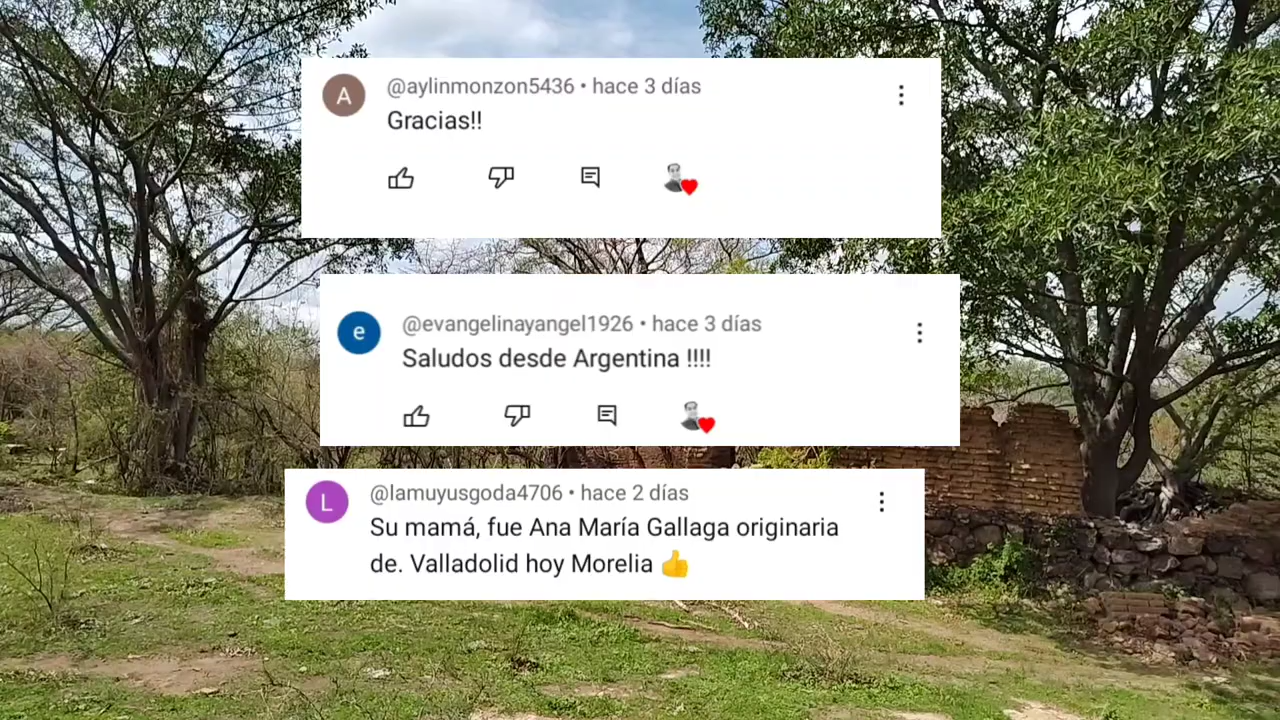 A
@aylinmonzon5436 • hace 3 días
Gracias!!
e
@evangelinayangel1926 • hace 3 días
Saludos desde Argentina !!!!
L
@lamuyusgoda4706 • hace 2 días
Su mamá, fue Ana María Gallaga originaria
de. Valladolid hoy Morelia 👍